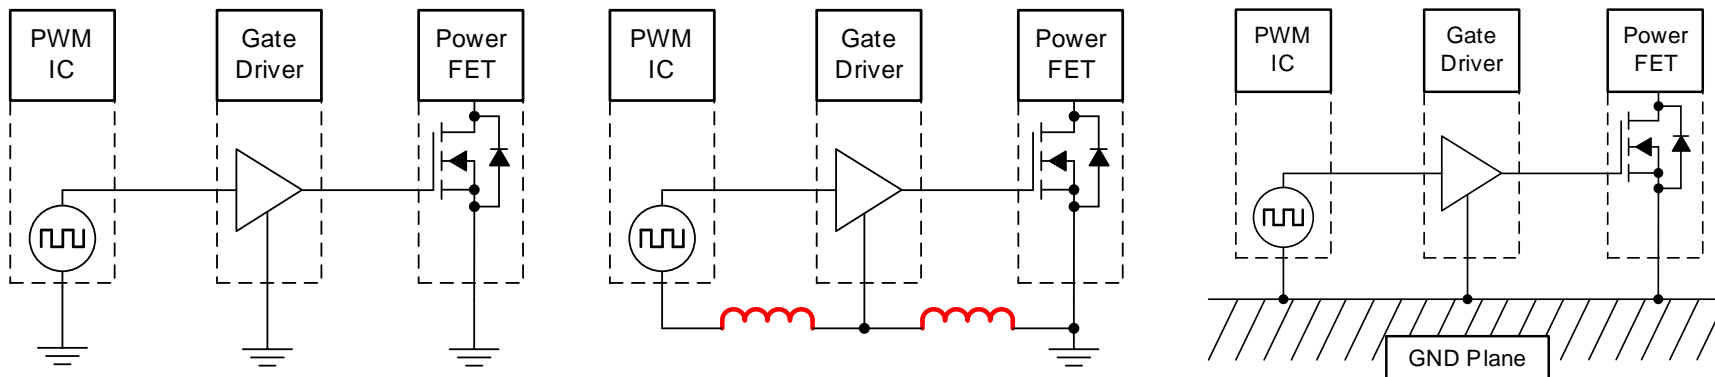 PWM
IC
Gate
Driver
Power
FET
PWM
IC
Gate
Driver
Power
FET
PWM
IC
Gate
Driver
Power
FET
GND Plane